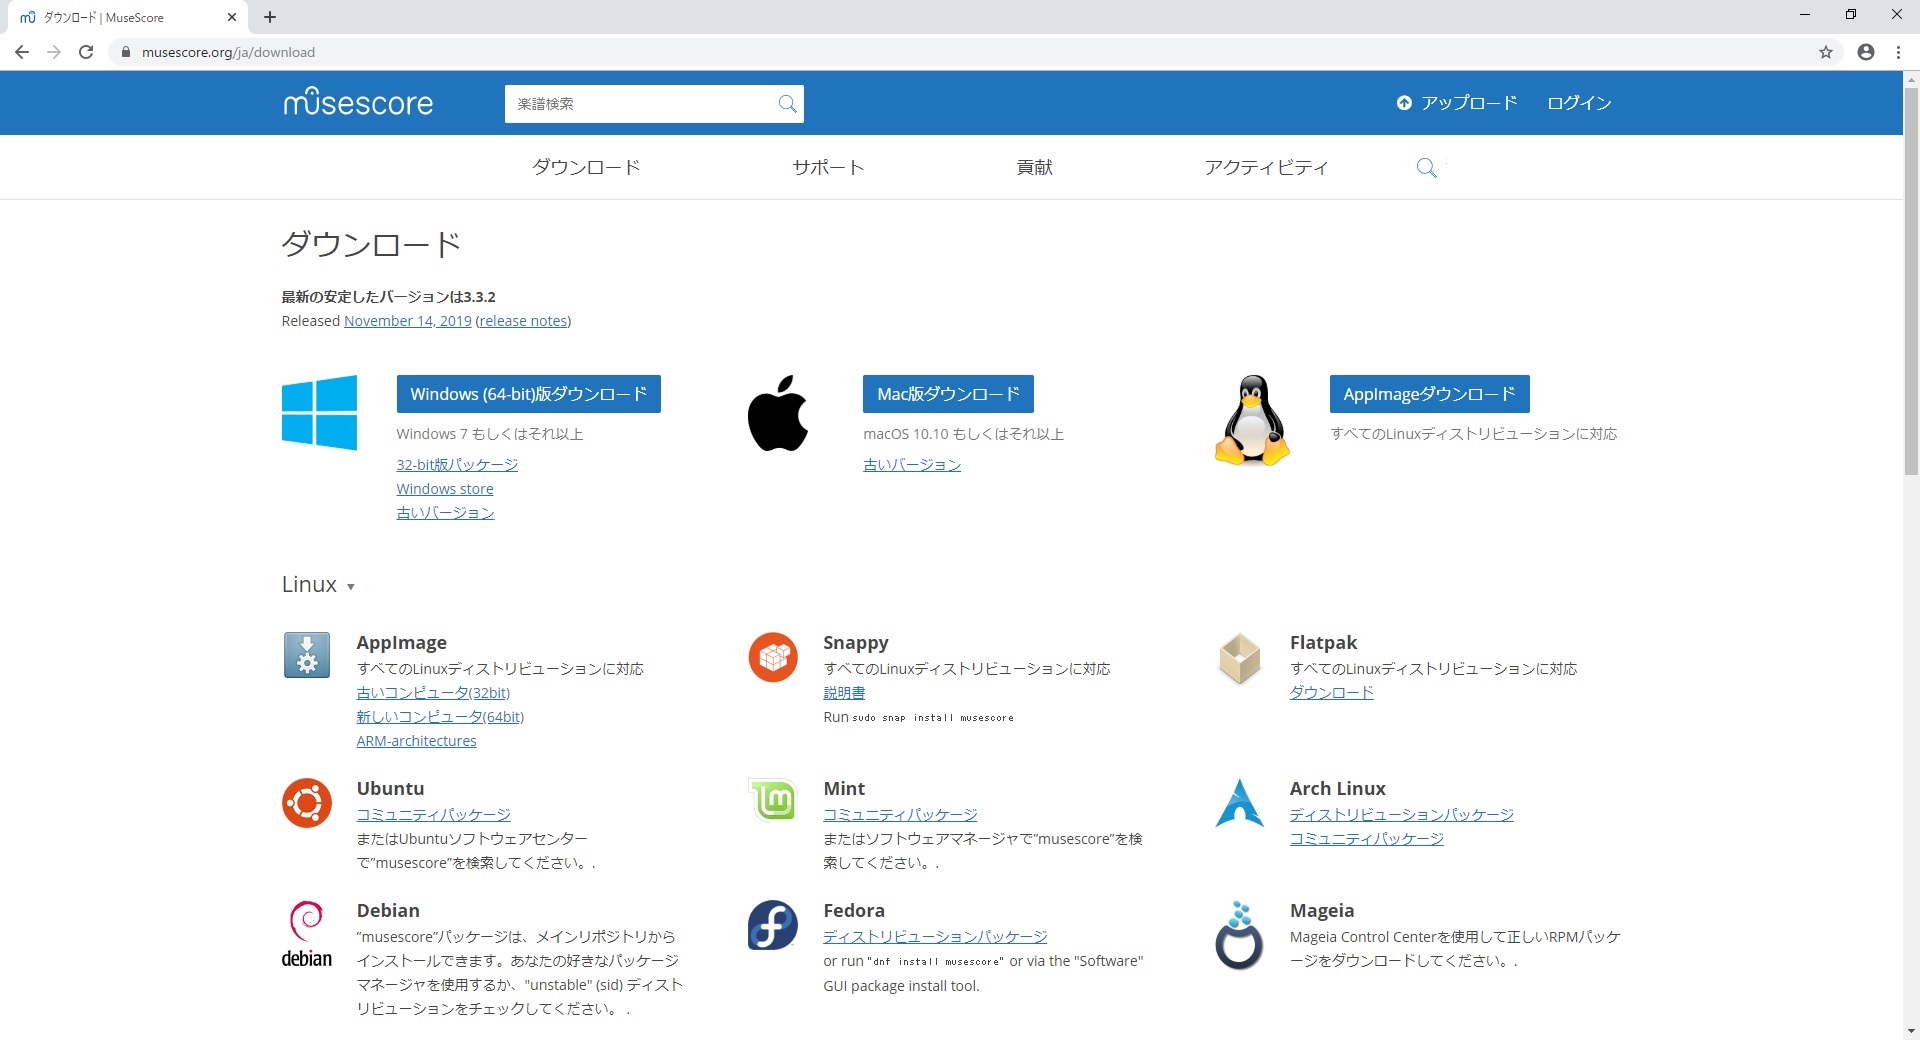 ダウンロード | MuseScore
musescore.org/ja/download
musescore
楽譜検索
アップロード
ログイン
ダウンロード
サポート
貢献
アクティビティ
ダウンロード
最新の安定したバージョンは3.3.2
Released November 14, 2019 (release notes)
Windows (64-bit)版ダウンロード
Windows 7 もしくはそれ以上
32-bit版パッケージ
Windows store
古いバージョン
Mac版ダウンロード
macOS 10.10 もしくはそれ以上
古いバージョン
AppImageダウンロード
すべてのLinuxディストリビューションに対応
Linux
AppImage
すべてのLinuxディストリビューションに対応
古いコンピュータ(32bit)
新しいコンピュータ(64bit)
ARM-architectures
Snappy
すべてのLinuxディストリビューションに対応
説明書
Run sudo snap install musescore
Flatpak
すべてのLinuxディストリビューションに対応
ダウンロード
Ubuntu
コミュニティパッケージ
またはUbuntuソフトウェアセンター
で”musescore”を検索してください。.
Mint
コミュニティパッケージ
またはソフトウェアマネージャで”musescore”を検
索してください。.
Arch Linux
ディストリビューションパッケージ
コミュニティパッケージ
debian
Debian
”musescore”パッケージは、メインリポジトリから
インストールできます。あなたの好きなパッケージ
マネージャを使用するか、"unstable" (sid) ディスト
リビューションをチェックしてください。 .
Fedora
ディストリビューションパッケージ
or run "dnf install musescore" or via the "Software"
GUI package install tool.
Mageia
Mageia Control Centerを使用して正しいRPMパッケ
ージをダウンロードしてください。.